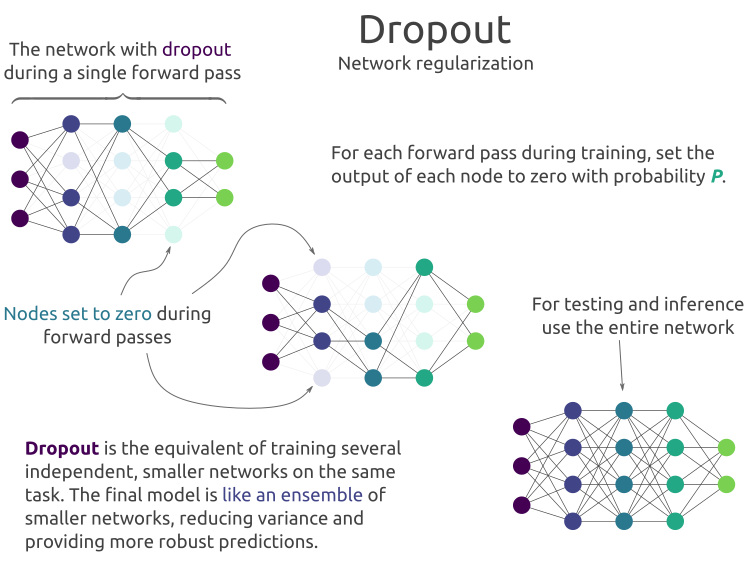 Dropout
Network regularization
The network with dropout
during a single forward pass
For each forward pass during training, set the
output of each node to zero with probability P.
Nodes set to zero during
forward passes
For testing and inference
use the entire network
Dropout is the equivalent of training several
independent, smaller networks on the same
task. The final model is like an ensemble of
smaller networks, reducing variance and
providing more robust predictions.